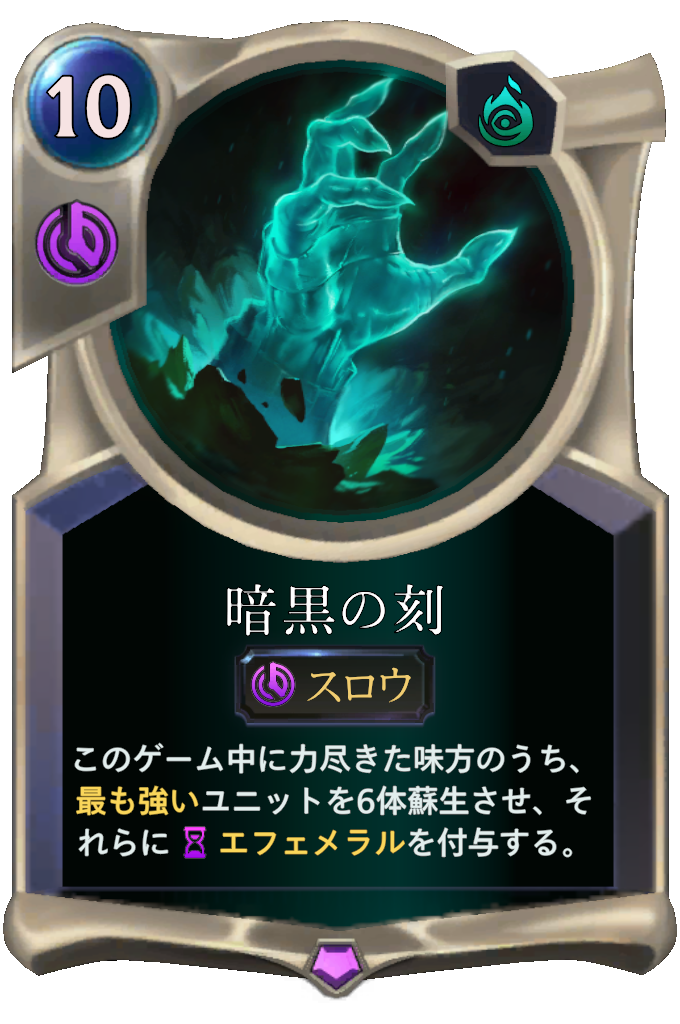 10
暗黒の刻
スロウ
このゲーム中に力尽きた味方のうち、
最も強いユニットを6体蘇生させ、そ
れらに エフェメラルを付与する。